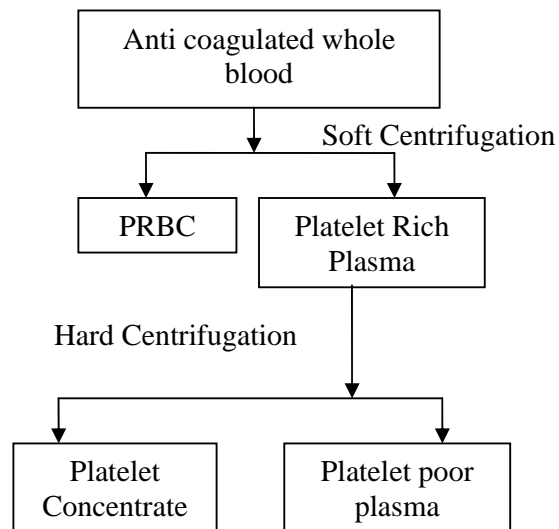 Anti coagulated whole
blood
Soft Centrifugation
PRBC
Platelet Rich
Plasma
Hard Centrifugation
Platelet
Concentrate
Platelet poor
plasma